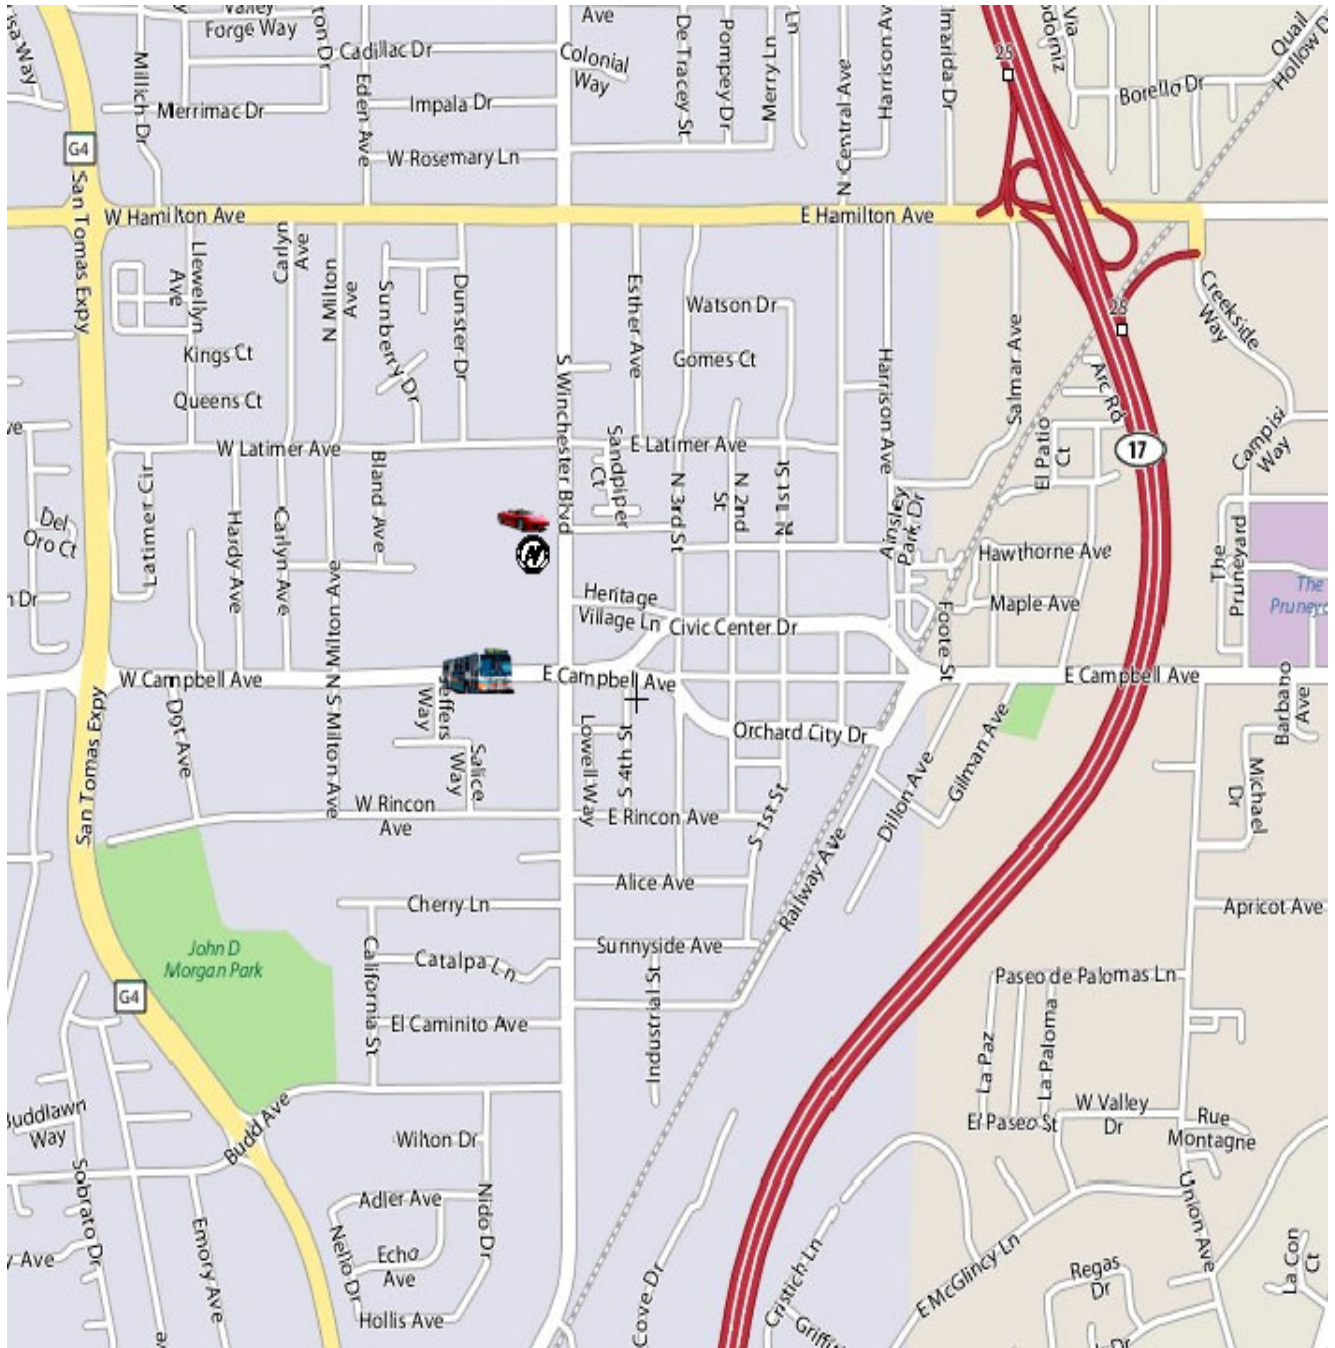 Valley
Forge Way
Cadillac Dr
Ave
Colonial
Way
De Tracey St
Pompey Dr
Merry Ln
Ln
N Central Ave
Harrison Ave
25
Via
Quail
Hollow Dr
Borello Dr
Millich Dr
Merrimac Dr
Eden Ave
Impala Dr
W Rosemary Ln
G4
San Tomas Expy
W Hamilton Ave
E Hamilton Ave
Llewellyn
Ave
Carlyn
Ave
N Milton
Ave
Sunberry Dr
Dunster Dr
Esther Ave
Watson Dr
Gomes Ct
Kings Ct
Queens Ct
S Winchester Blvd
Harrison Ave
Salmar Ave
25
Creekside
Way
Arc Rd
Campisi
Way
17
W Latimer Ave
E Latimer Ave
Sandpiper
Ct
N 3rd St
N 2nd
St
N 1st St
El Patio
Ct
Ainsley
Park Dr
Del
Oro Ct
Latimer Cir
Hardy Ave
Carlyn Ave
N Milton Ave
Bland Ave
Hawthorne Ave
Maple Ave
The
Pruneyard
The
Heritage
Village Ln
Civic Center Dr
Foote St
W Campbell Ave
E Campbell Ave
E Campbell Ave
Dot Ave
S Milton Ave
Way
Salice
Way
Lowell Way
S 4th St
Orchard City Dr
Dillon Ave
Gilman Ave
Barbano
Ave
Michael
Dr
San Tomas Expy
W Rincon
Ave
E Rincon Ave
S 1st St
Railway Ave
Alice Ave
Cherry Ln
Apricot Ave
John D
Morgan Park
California St
Catalpa Ln
Sunnyside Ave
Industrial St
Paseo de Palomas Ln
G4
El Caminito Ave
La Paz
La Paloma
El Paseo St
W Valley
Dr
Rue
Montagne
Buddlawn
Way
Budd Ave
Wilton Dr
Sobrato Dr
Emory Ave
Adler Ave
Nello Dr
Echo
Ave
Hollis Ave
Nido Dr
Cove Dr
Cristich Ln
E McGlincy Ln
Union Ave
Regas
Dr
La Con
Ct